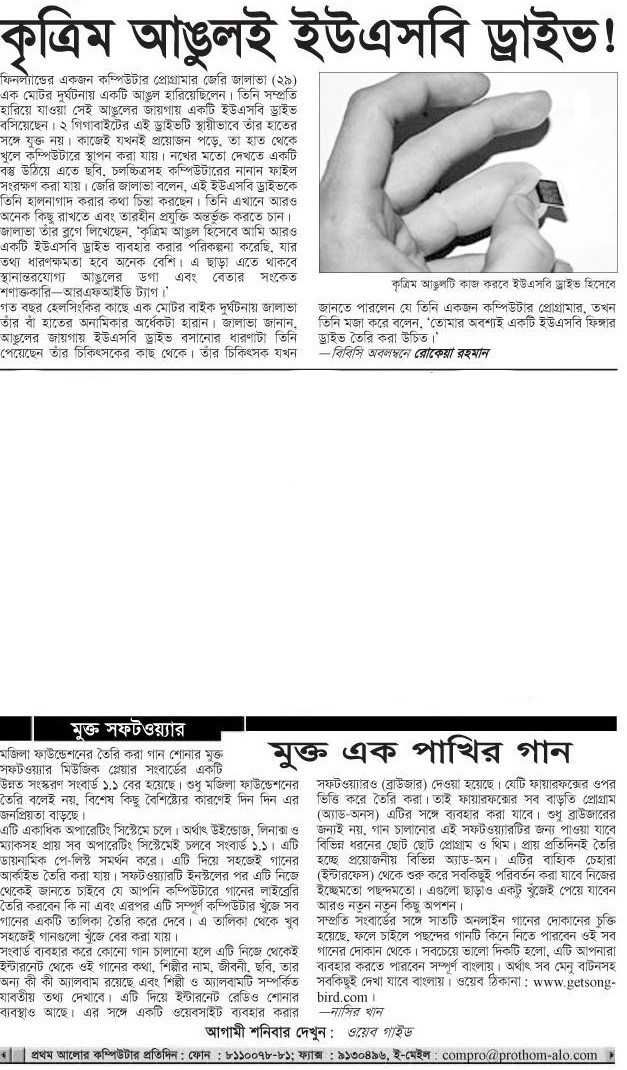 কৃত্রিম আঙুলই ইউএসবি ড্রাইভ!
ফিনল্যান্ডের একজন কম্পিউটার প্রোগ্রামার জেরি জালাভা (২৯)
এক মোটর দুর্ঘটনায় একটি আঙুল হারিয়েছিলেন। তিনি সম্প্রতি
হারিয়ে যাওয়া সেই আঙুলের জায়গায় একটি ইউএসবি ড্রাইভ
বসিয়েছেন। ২ গিগাবাইটের এই ড্রাইভটি স্থায়ীভাবে তাঁর হাতের
সঙ্গে যুক্ত নয়। কাজেই যখনই প্রয়োজন পড়ে, তা হাত থেকে
খুলে কম্পিউটারে স্থাপন করা যায়। নখের মতো দেখতে একটি
বস্তু উঠিয়ে এতে ছবি, চলচ্চিত্রসহ কম্পিউটারের নানান ফাইল
সংরক্ষণ করা যায়। জেরি জালাভা বলেন, এই ইউএসবি ড্রাইভকে
তিনি হালনাগাদ করার কথা চিন্তা করছেন। তিনি এখানে আরও
অনেক কিছু রাখতে এবং তারহীন প্রযুক্তি অন্তর্ভুক্ত করতে চান।
জালাভা তাঁর ব্লগে লিখেছেন, ‘কৃত্রিম আঙুল হিসেবে আমি আরও
একটি ইউএসবি ড্রাইভ ব্যবহার করার পরিকল্পনা করেছি, যার
তথ্য ধারণক্ষমতা হবে অনেক বেশি। এ ছাড়া এতে থাকবে
স্থানান্তরযোগ্য আঙুলের ডগা এবং বেতার সংকেত
শণাক্তকারি—আরএফআইডি ট্যাগ।’
গত বছর হেলসিংকির কাছে এক মোটর বাইক দুর্ঘটনায় জালাভা
তাঁর বাঁ হাতের অনামিকার অর্ধেকটা হারান। জালাভা জানান,
আঙুলের জায়গায় ইউএসবি ড্রাইভ বসানোর ধারণাটা তিনি
পেয়েছেন তাঁর চিকিৎসকের কাছ থেকে। তাঁর চিকিৎসক যখন
কৃত্রিম আঙুলটি কাজ করবে ইউএসবি ড্রাইভ হিসেবে
জানতে পারলেন যে তিনি একজন কম্পিউটার প্রোগ্রামার, তখন
তিনি মজা করে বলেন, ‘তোমার অবশ্যই একটি ইউএসবি ফিঙ্গার
ড্রাইভ তৈরি করা উচিত।’
—বিবিসি অবলম্বনে রোকেয়া রহমান
মুক্ত সফটওয়্যার
মুক্ত এক পাখির গান
মজিলা ফাউন্ডেশনের তৈরি করা গান শোনার মুক্ত
সফটওয়্যার মিউজিক প্লেয়ার সংবার্ডের একটি
উন্নত সংস্করণ সংবার্ড ১.১ বের হয়েছে। শুধু মজিলা ফাউন্ডেশনের
তৈরি বলেই নয়, বিশেষ কিছু বৈশিষ্ট্যের কারণেই দিন দিন এর
জনপ্রিয়তা বাড়ছে।
এটি একাধিক অপারেটিং সিস্টেমে চলে। অর্থাৎ উইন্ডোজ, লিনাক্স ও
ম্যাকসহ প্রায় সব অপারেটিং সিস্টেমেই চলবে সংবার্ড ১.১। এটি
ডায়নামিক পে-লিস্ট সমর্থন করে। এটি দিয়ে সহজেই গানের
আর্কাইভ তৈরি করা যায়। সফটওয়্যারটি ইনস্টলের পর এটি নিজে
থেকেই জানতে চাইবে যে আপনি কম্পিউটারে গানের লাইব্রেরি
তৈরি করবেন কি না এবং এরপর এটি সম্পূর্ণ কম্পিউটার খুঁজে সব
গানের একটি তালিকা তৈরি করে দেবে। এ তালিকা থেকে খুব
সহজেই গানগুলো খুঁজে বের করা যায়।
সংবার্ড ব্যবহার করে কোনো গান চালানো হলে এটি নিজে থেকেই
ইন্টারনেট থেকে ওই গানের কথা, শিল্পীর নাম, জীবনী, ছবি, তার
অন্য কী কী অ্যালবাম রয়েছে এবং শিল্পী ও অ্যালবামটি সম্পর্কিত
যাবতীয় তথ্য দেখাবে। এটি দিয়ে ইন্টারনেট রেডিও শোনার
ব্যবস্থাও আছে। এর সঙ্গে একটি ওয়েবসাইট ব্যবহার করার
সফটওয়্যারও (ব্রাউজার) দেওয়া হয়েছে। যেটি ফায়ারফক্সের ওপর
ভিত্তি করে তৈরি করা। তাই ফায়ারফক্সের সব বাড়তি প্রোগ্রাম
(অ্যাড-অনস) এটির সঙ্গে ব্যবহার করা যাবে। শুধু ব্রাউজারের
জন্যই নয়, গান চালানোর এই সফটওয়্যারটির জন্য পাওয়া যাবে
বিভিন্ন ধরনের ছোট ছোট প্রোগ্রাম ও থিম। প্রায় প্রতিদিনই তৈরি
হচ্ছে প্রয়োজনীয় বিভিন্ন অ্যাড-অন। এটির বাহ্যিক চেহারা
(ইন্টারফেস) থেকে শুরু করে সবকিছুই পরিবর্তন করা যাবে নিজের
ইচ্ছেমতো পছন্দমতো। এগুলো ছাড়াও একটু খুঁজেই পেয়ে যাবেন
আরও নতুন নতুন কিছু অপশন।
সম্প্রতি সংবার্ডের সঙ্গে সাতটি অনলাইন গানের দোকানের চুক্তি
হয়েছে, ফলে চাইলে পছন্দের গানটি কিনে নিতে পারবেন ওই সব
গানের দোকান থেকে। সবচেয়ে ভালো দিকটি হলো, এটি আপনারা
ব্যবহার করতে পারবেন সম্পূর্ণ বাংলায়। অর্থাৎ সব মেনু বাটনসহ
সবকিছুই দেখা যাবে বাংলায়। ওয়েব ঠিকানা : www.getsong-
bird.com।
—নাসির খান
আগামী শনিবার দেখুন : ওয়েব গাইড
প্রথম আলোর কম্পিউটার প্রতিদিন : ফোন : ৮১১০০৭৮-৮১; ফ্যাক্স : ৯১৩০৪৯৬, ই-মেইল : compro@prothom-alo.com